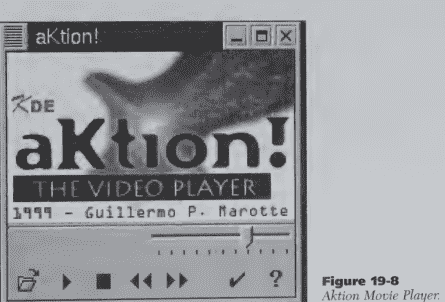 aKtion!
KDE
aKtion!
THE VIDEO PLAYER
1999 - Guillermo P. Marotte
?
Figure 19-8
Aktion Movie Player.